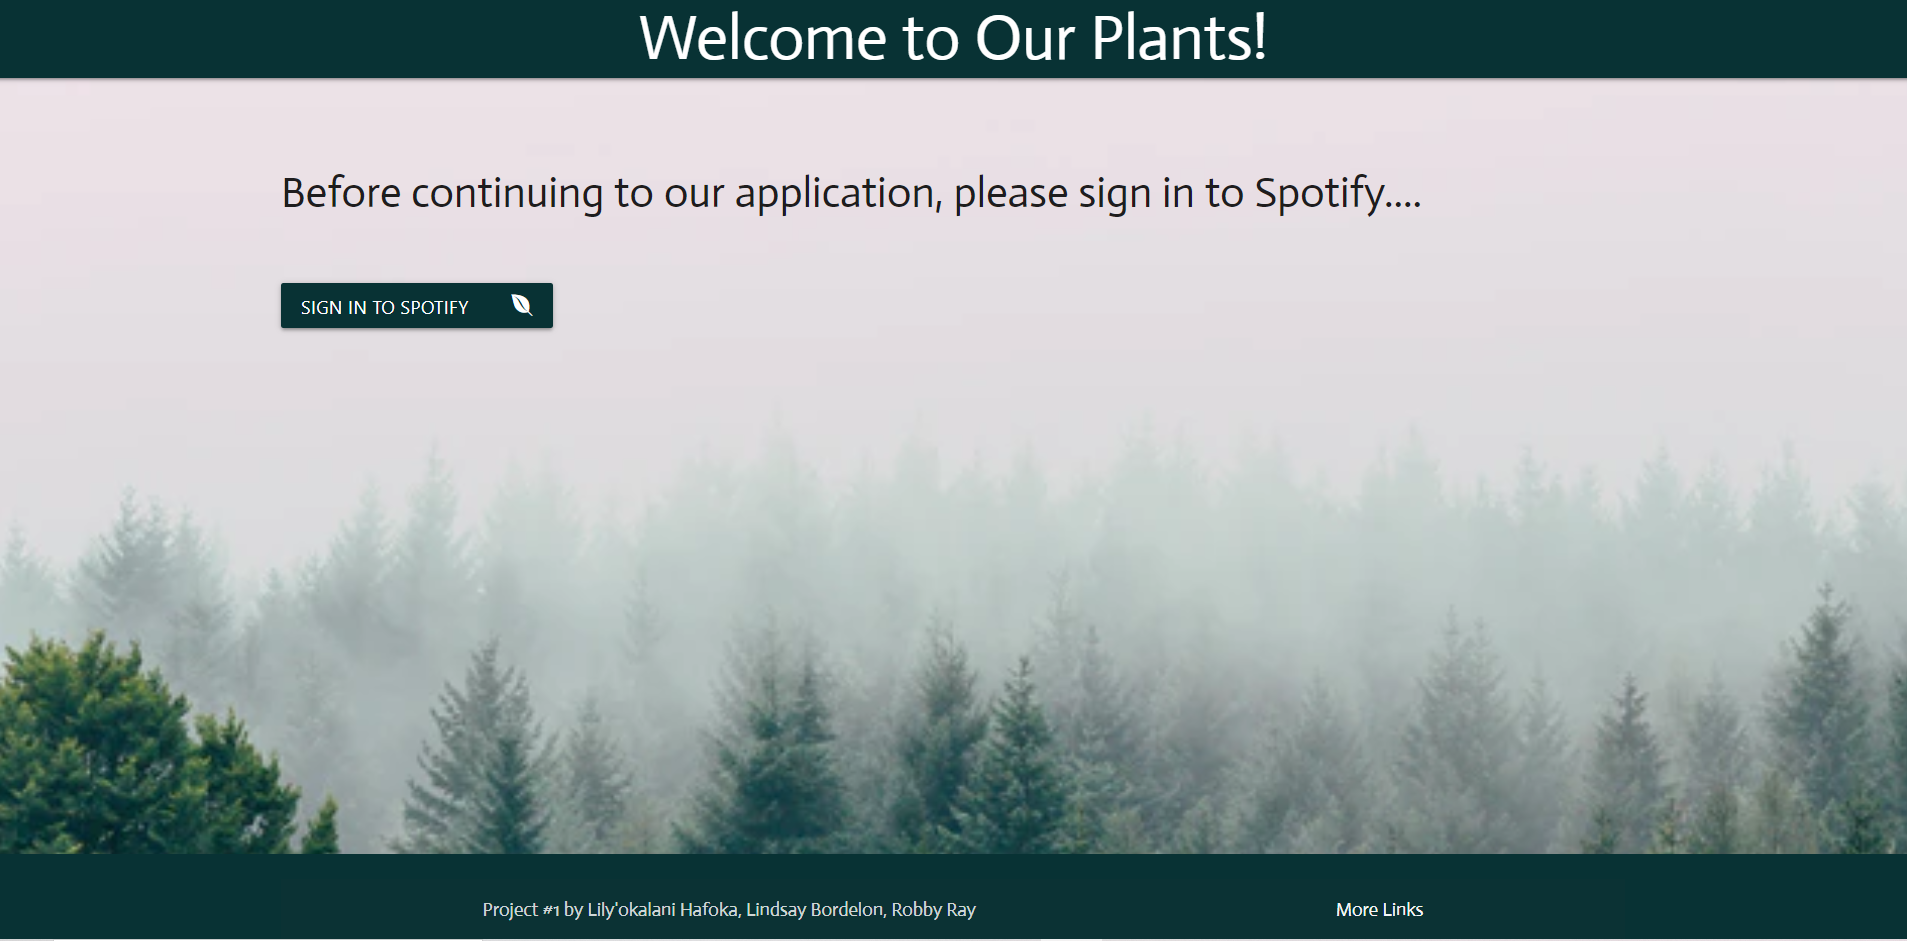 Welcome to Our Plants!
Before continuing to our application, please sign in to Spotify....
SIGN IN TO SPOTIFY
Project #1 by Lily'okalani Hafoka, Lindsay Bordelon, Robby Ray
More Links